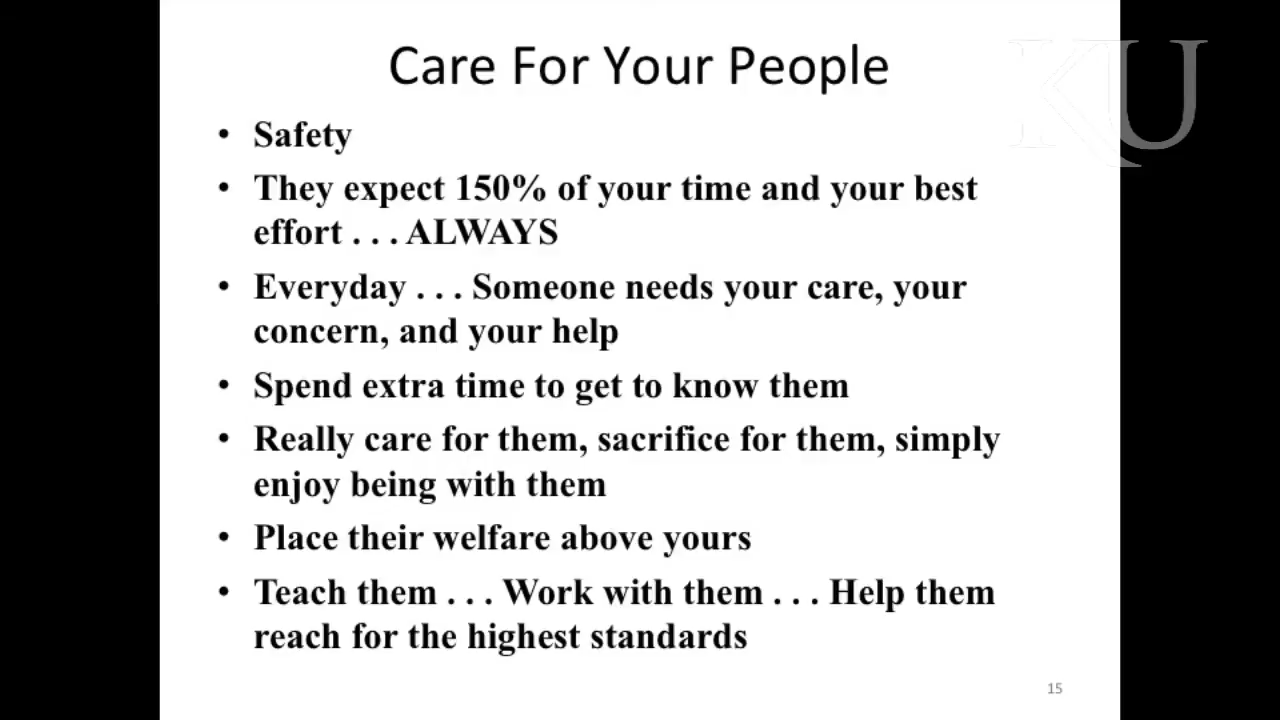 Care For Your People
KU
• Safety
• They expect 150% of your time and your best
effort . . . ALWAYS
• Everyday . . . Someone needs your care, your
concern, and your help
• Spend extra time to get to know them
• Really care for them, sacrifice for them, simply
enjoy being with them
• Place their welfare above yours
• Teach them . . . Work with them . . . Help them
reach for the highest standards
15